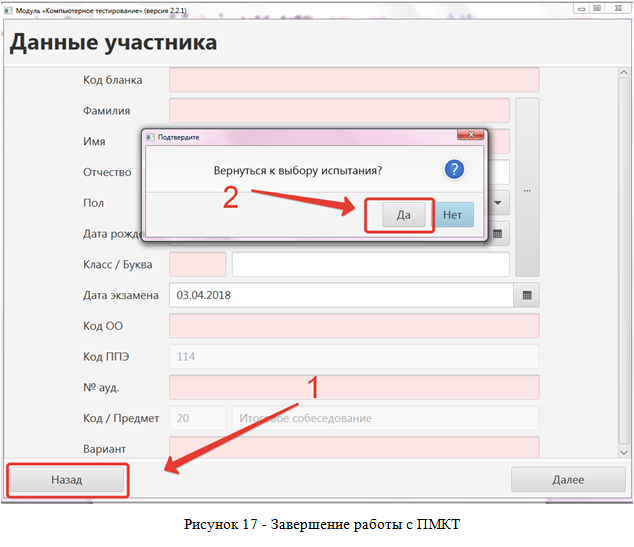 Модуль «Компьютерное тестирование» (версия 2.2.1)
Данные участника
Код бланка
Фамилия
Имя
Отчество
Пол
...
Подтвердите
Вернуться к выбору испытания?
?
2
Да
Нет
Дата рожде
Класс / Буква
Дата экзамена 03.04.2018
Код ОО
Код ППЭ 114
№ ауд.
1
Код / Предмет 20 Итоговое собеседование
Вариант
Назад
Далее
Рисунок 17 - Завершение работы с ПМКТ